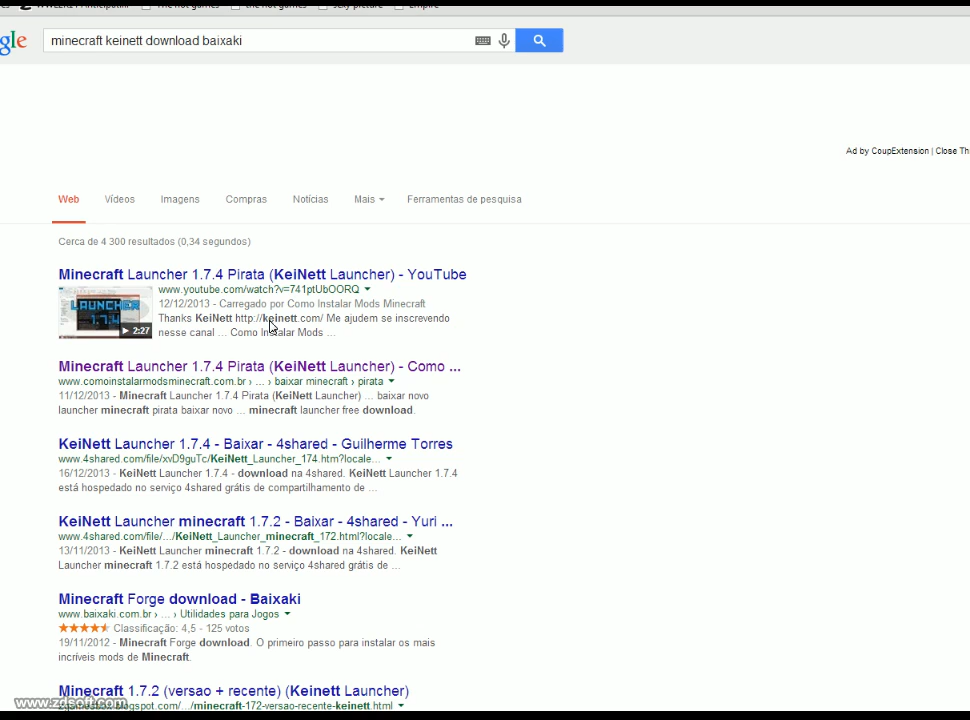 gle minecraft keinett download baixaki
Ad by CoupExtension | Close Th
Web Vídeos Imagens Compras Notícias Mais Ferramentas de pesquisa
Cerca de 4 300 resultados (0,34 segundos)
Minecraft Launcher 1.7.4 Pirata (KeiNett Launcher) - YouTube
www.youtube.com/watch?v=741ptUbOORQ
12/12/2013 - Carregado por Como Instalar Mods Minecraft
Thanks KeiNett http://keinett.com/ Me ajudem se inscrevendo
nesse canal ... Como Instalar Mods ...
LAUNCHER
1.7.4
2:27
Minecraft Launcher 1.7.4 Pirata (KeiNett Launcher) - Como ...
www.comoinstalarmodsminecraft.com.br › ... › baixar minecraft › pirata
11/12/2013 - Minecraft Launcher 1.7.4 Pirata (KeiNett Launcher) ... baixar novo
launcher minecraft pirata baixar novo ... minecraft launcher free download.
KeiNett Launcher 1.7.4 - Baixar - 4shared - Guilherme Torres
www.4shared.com/file/xvD9guTc/KeiNett_Launcher_174.htm?locale...
16/12/2013 - KeiNett Launcher 1.7.4 - download na 4shared. KeiNett Launcher 1.7.4
está hospedado no serviço 4shared grátis de compartilhamento de ...
KeiNett Launcher minecraft 1.7.2 - Baixar - 4shared - Yuri ...
www.4shared.com/file/.../KeiNett_Launcher_minecraft_172.html?locale...
13/11/2013 - KeiNett Launcher minecraft 1.7.2 - download na 4shared. KeiNett
Launcher minecraft 1.7.2 está hospedado no serviço 4shared grátis de ...
Minecraft Forge download - Baixaki
www.baixaki.com.br › ... › Utilidades para Jogos
Classificação: 4,5 - 125 votos
19/11/2012 - Minecraft Forge download. O primeiro passo para instalar os mais
incríveis mods de Minecraft.
Minecraft 1.7.2 (versao + recente) (Keinett Launcher)
.blogspot.com/.../minecraft-172-versao-recente-keinett.html
www.zdsoft.com